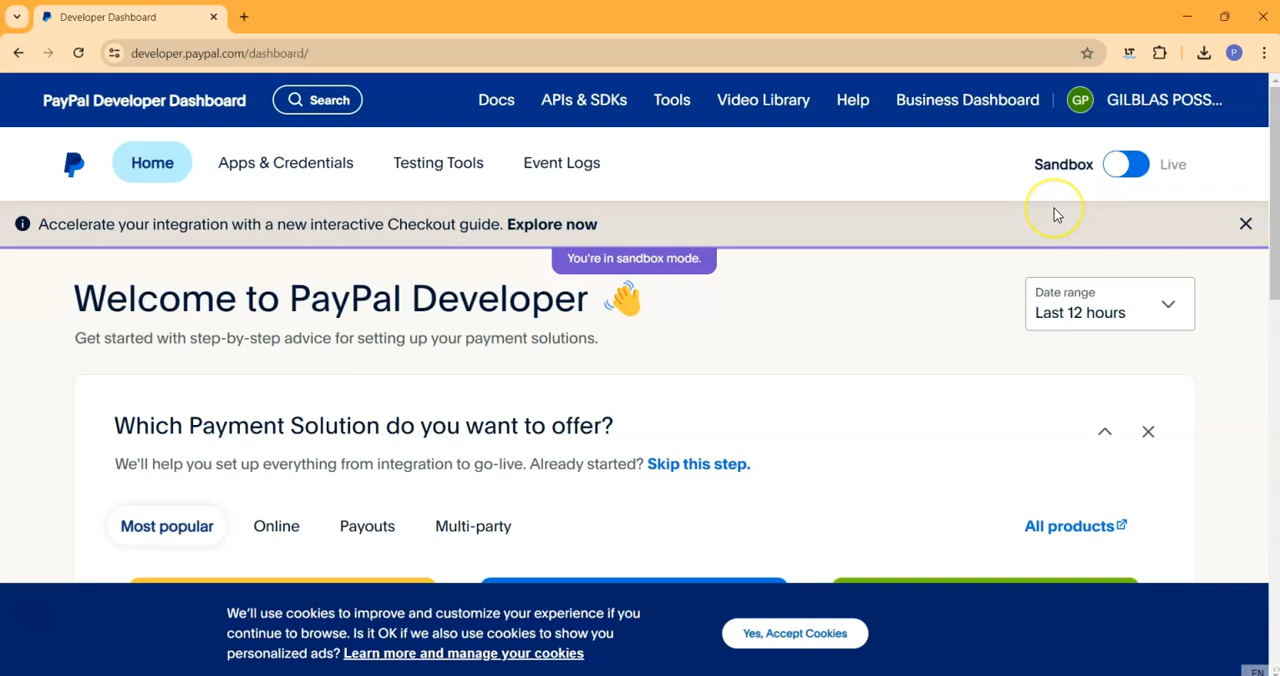 Developer Dashboard
developer.paypal.com/dashboard/
LT
P
PayPal Developer Dashboard
Search
Docs
APIs & SDKs
Tools
Video Library
Help
Business Dashboard
GP
GILBLAS POSS...
Home
Apps & Credentials
Testing Tools
Event Logs
Sandbox
Live
Accelerate your integration with a new interactive Checkout guide. Explore now
You're in sandbox mode.
Welcome to PayPal Developer
Get started with step-by-step advice for setting up your payment solutions.
Date range
Last 12 hours
Which Payment Solution do you want to offer?
We'll help you set up everything from integration to go-live. Already started? Skip this step.
Most popular
Online
Payouts
Multi-party
All products
We'll use cookies to improve and customize your experience if you
continue to browse. Is it OK if we also use cookies to show you
personalized ads? Learn more and manage your cookies
Yes, Accept Cookies
EN